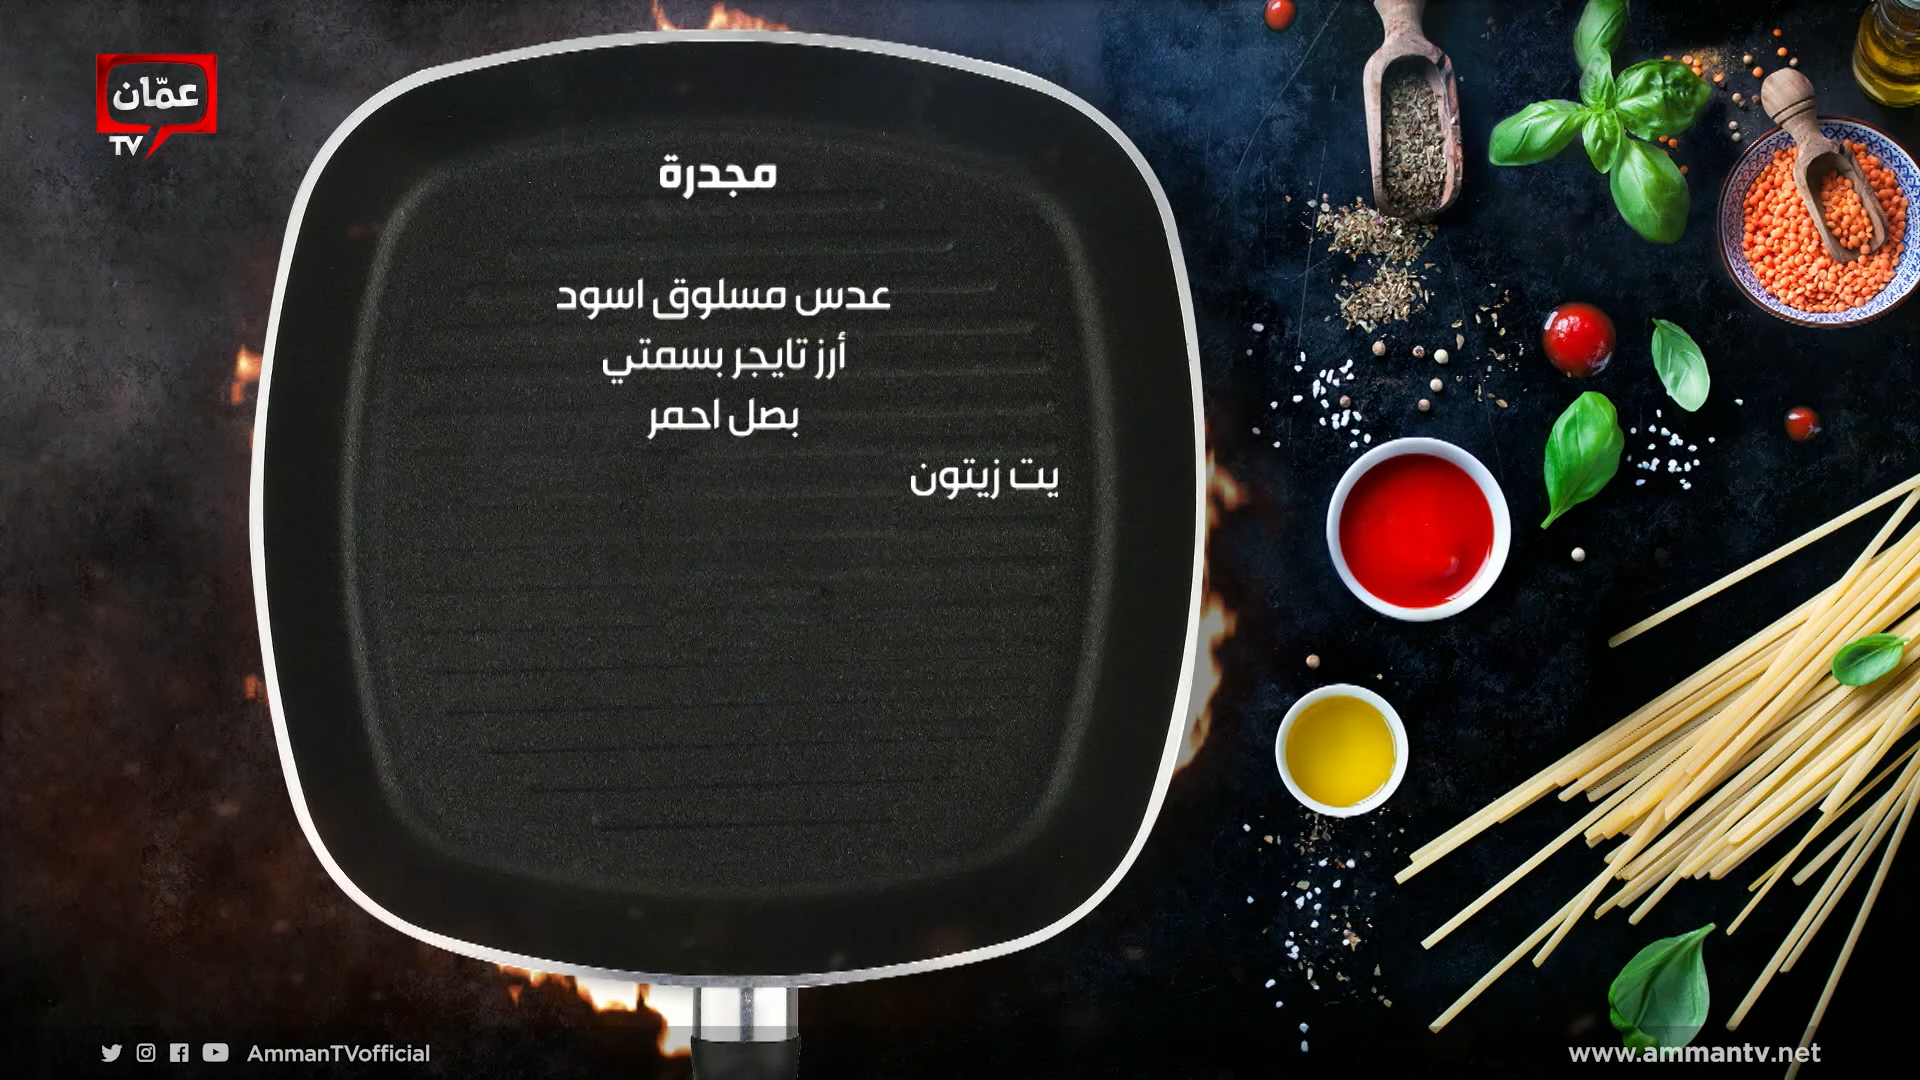 عمّان
TV
مجدرة
عدس مسلوق اسود
أرز تايجر بسمتي
بصل احمر
يت زيتون
AmmanTVofficial
www.ammantv.net